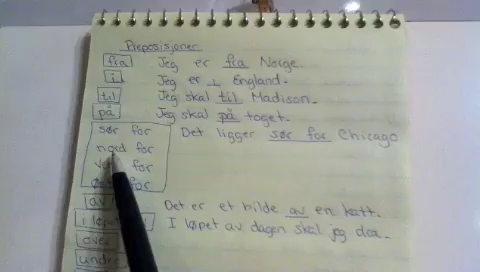 Preposisjoner
fra Jeg er fra Norge.
i Jeg er i England.
til Jeg skal til Madison.
på Jeg skal på toget.
sør for Det ligger sør for Chicago
nord for
for
for
av Det er et bilde av en katt.
i løpet I løpet av dagen skal jeg dra.
over
under